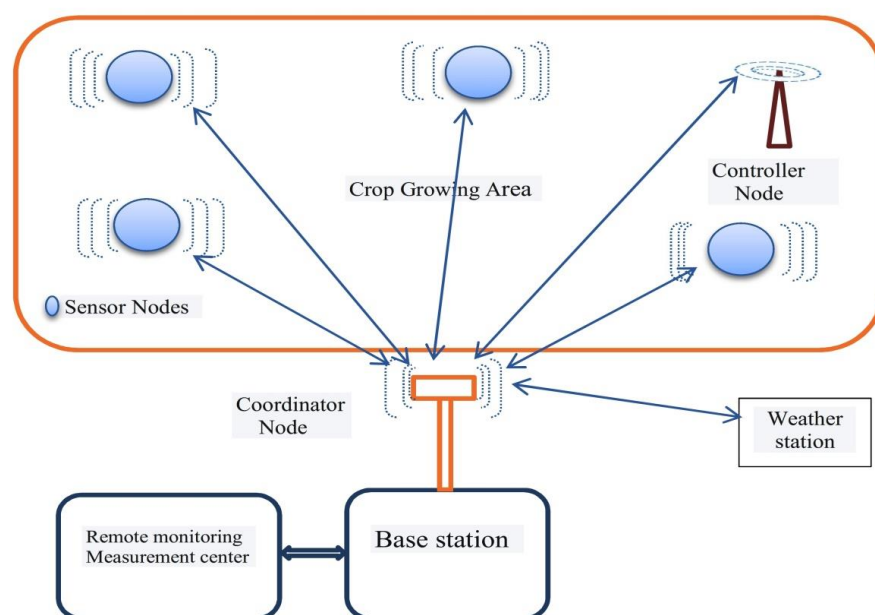 Crop Growing Area
Controller
Node
Sensor Nodes
Coordinator
Node
Weather
station
Remote monitoring
Measurement center
Base station